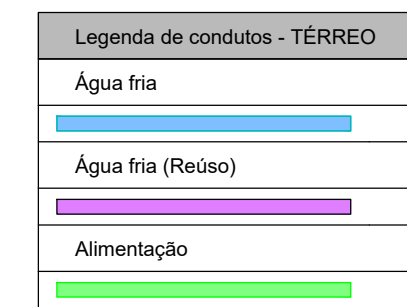 Legenda de condutos - TÉRREO
Água fria
Água fria (Reúso)
Alimentação